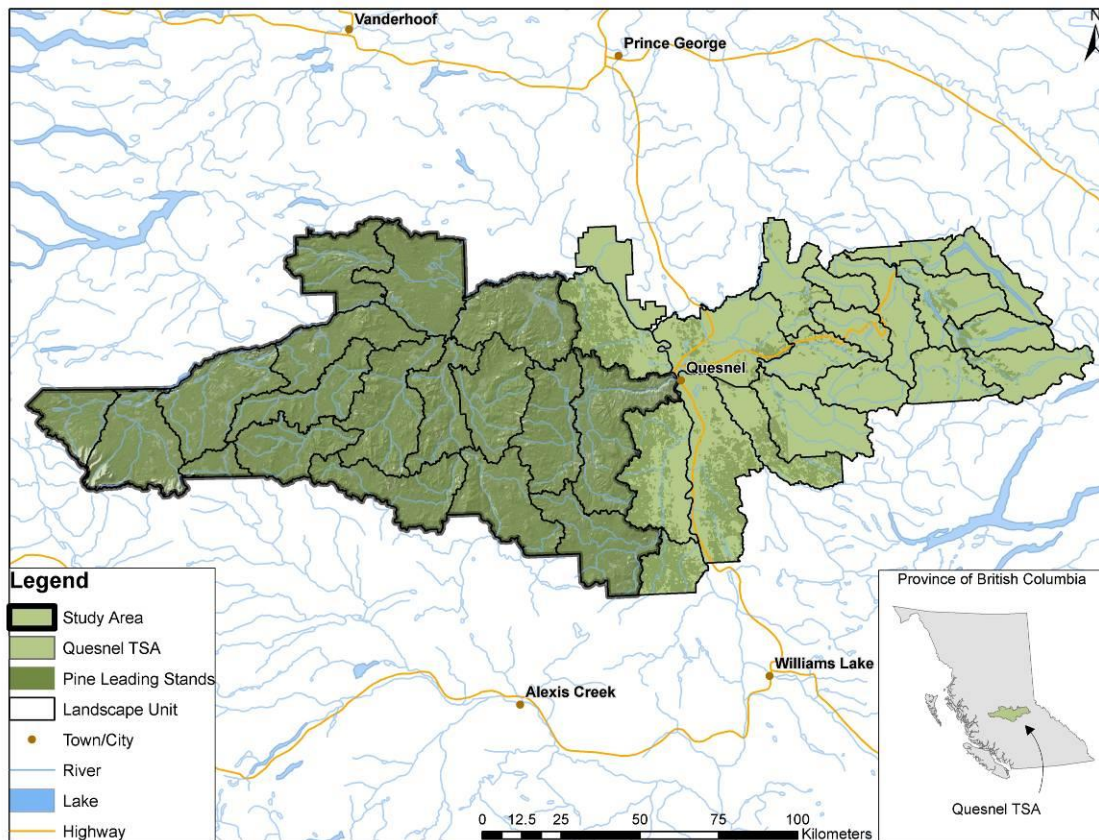 N
Vanderhoof
Prince George
Quesnel
Legend
Study Area
Quesnel TSA
Pine Leading Stands
Landscape Unit
Town/City
River
Lake
Highway
Alexis Creek
Williams Lake
0 12.5 25 50 75 100
Kilometers
Province of British Columbia
Quesnel TSA